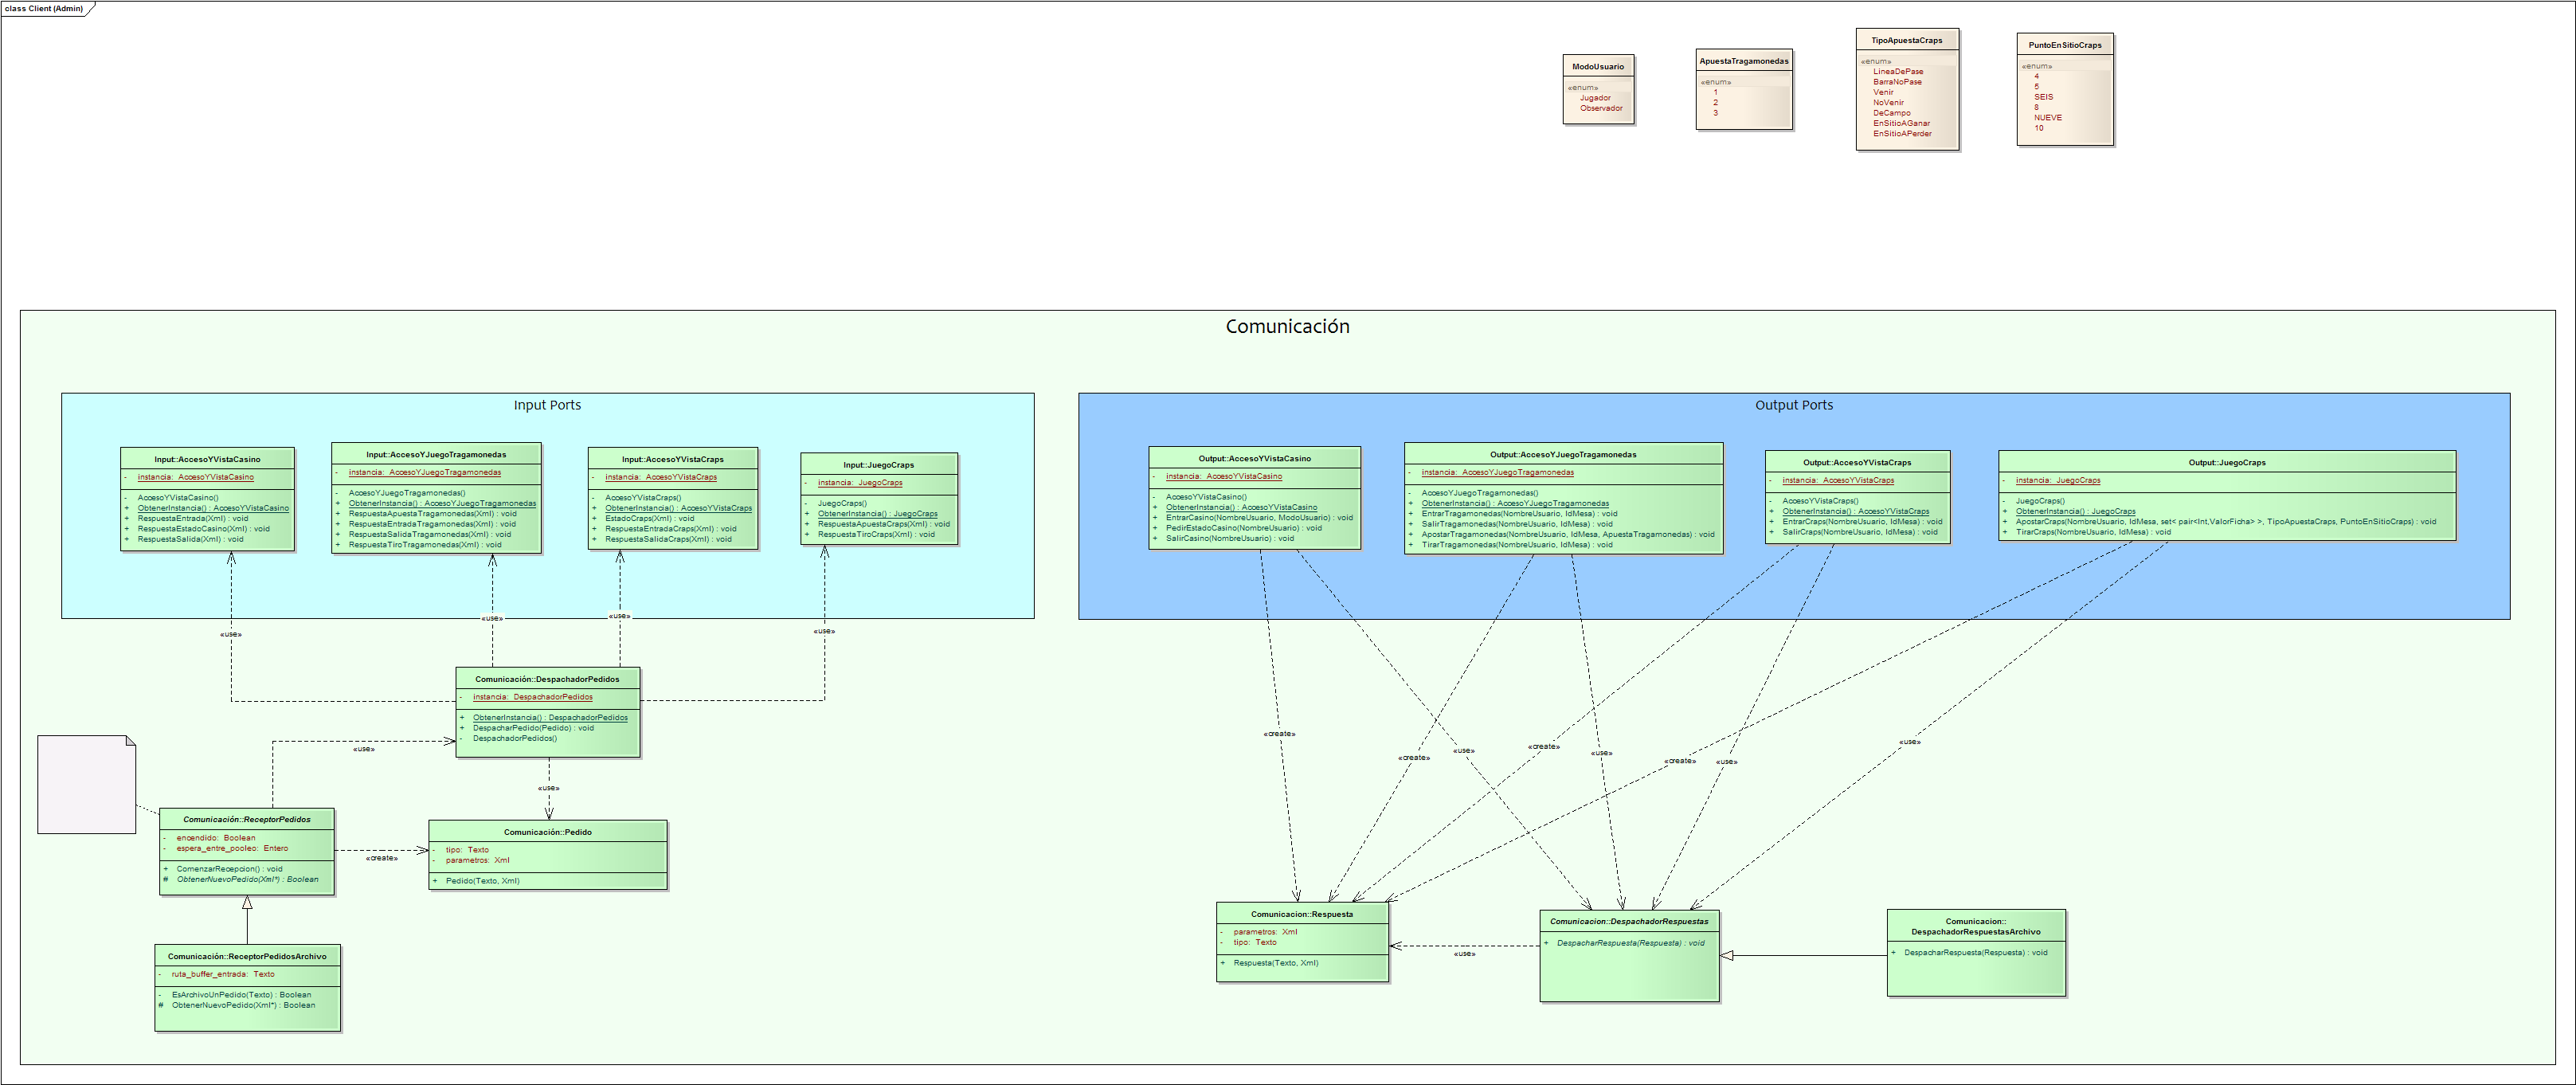 class Client (Admin)
ModoUsuario
«enum»
Jugador
Observador
ApuestaTragamonedas
«enum»
1
2
3
TipoApuestaCraps
«enum»
LineaDePase
BarraNoPase
Venir
NoVenir
DeCampo
EnSitioAGanar
EnSitioAPerder
PuntoEnSitioCraps
«enum»
4
5
SEIS
8
NUEVE
10
Comunicación
Input Ports
Input::AccesoYVistaCasino
- instancia: AccesoYVistaCasino
- AccesoYVistaCasino()
+ ObtenerInstancia() : AccesoYVistaCasino
+ RespuestaEntrada(Xml) : void
+ RespuestaEstadoCasino(Xml) : void
+ RespuestaSalida(Xml) : void
Input::AccesoYJuegoTragamonedas
- instancia: AccesoYJuegoTragamonedas
- AccesoYJuegoTragamonedas()
+ ObtenerInstancia() : AccesoYJuegoTragamonedas
+ RespuestaApuestaTragamonedas(Xml) : void
+ RespuestaEntradaTragamonedas(Xml) : void
+ RespuestaSalidaTragamonedas(Xml) : void
+ RespuestaTiroTragamonedas(Xml) : void
Input::AccesoYVistaCraps
- instancia: AccesoYVistaCraps
- AccesoYVistaCraps()
+ ObtenerInstancia() : AccesoYVistaCraps
+ EstadoCraps(Xml) : void
+ RespuestaEntradaCraps(Xml) : void
+ RespuestaSalidaCraps(Xml) : void
Input::JuegoCraps
- instancia: JuegoCraps
- JuegoCraps()
+ ObtenerInstancia() : JuegoCraps
+ RespuestaApuestaCraps(Xml) : void
+ RespuestaTiroCraps(Xml) : void
Output Ports
Output::AccesoYVistaCasino
- instancia: AccesoYVistaCasino
- AccesoYVistaCasino()
+ ObtenerInstancia() : AccesoYVistaCasino
+ EntrarCasino(NombreUsuario, ModoUsuario) : void
+ PedirEstadoCasino(NombreUsuario) : void
+ SalirCasino(NombreUsuario) : void
Output::AccesoYJuegoTragamonedas
- instancia: AccesoYJuegoTragamonedas
- AccesoYJuegoTragamonedas()
+ ObtenerInstancia() : AccesoYJuegoTragamonedas
+ EntrarTragamonedas(NombreUsuario, IdMesa) : void
+ SalirTragamonedas(NombreUsuario, IdMesa) : void
+ ApostarTragamonedas(NombreUsuario, IdMesa, ApuestaTragamonedas) : void
+ TirarTragamonedas(NombreUsuario, IdMesa) : void
Output::AccesoYVistaCraps
- instancia: AccesoYVistaCraps
- AccesoYVistaCraps()
+ ObtenerInstancia() : AccesoYVistaCraps
+ EntrarCraps(NombreUsuario, IdMesa) : void
+ SalirCraps(NombreUsuario, IdMesa) : void
Output::JuegoCraps
- instancia: JuegoCraps
- JuegoCraps()
+ ObtenerInstancia() : JuegoCraps
+ ApostarCraps(NombreUsuario, IdMesa, set< pair<Int,ValorFicha> >, TipoApuestaCraps, PuntoEnSitioCraps) : void
+ TirarCraps(NombreUsuario, IdMesa) : void
«use»
«use»
«use»
«use»
Comunicación::DespachadorPedidos
- instancia: DespachadorPedidos
+ ObtenerInstancia() : DespachadorPedidos
+ DespacharPedido(Pedido) : void
- DespachadorPedidos()
«use»
«use»
«create»
«create»
«use»
«create»
«use»
«create»
«use»
«create»
«use»
Comunicación::ReceptorPedidos
- encendido: Boolean
- espera_entre_pooleo: Entero
+ ComenzarRecepcion() : void
# ObtenerNuevoPedido(Xml*) : Boolean
Comunicación::Pedido
- tipo: Texto
- parametros: Xml
+ Pedido(Texto, Xml)
Comunicación::ReceptorPedidosArchivo
- ruta_buffer_entrada: Texto
- EsArchivoUnPedido(Texto) : Boolean
# ObtenerNuevoPedido(Xml*) : Boolean
Comunicacion::Respuesta
- parametros: Xml
- tipo: Texto
+ Respuesta(Texto, Xml)
«use»
Comunicacion::DespachadorRespuestas
+ DespacharRespuesta(Respuesta) : void
Comunicacion::
DespachadorRespuestasArchivo
+ DespacharRespuesta(Respuesta) : void